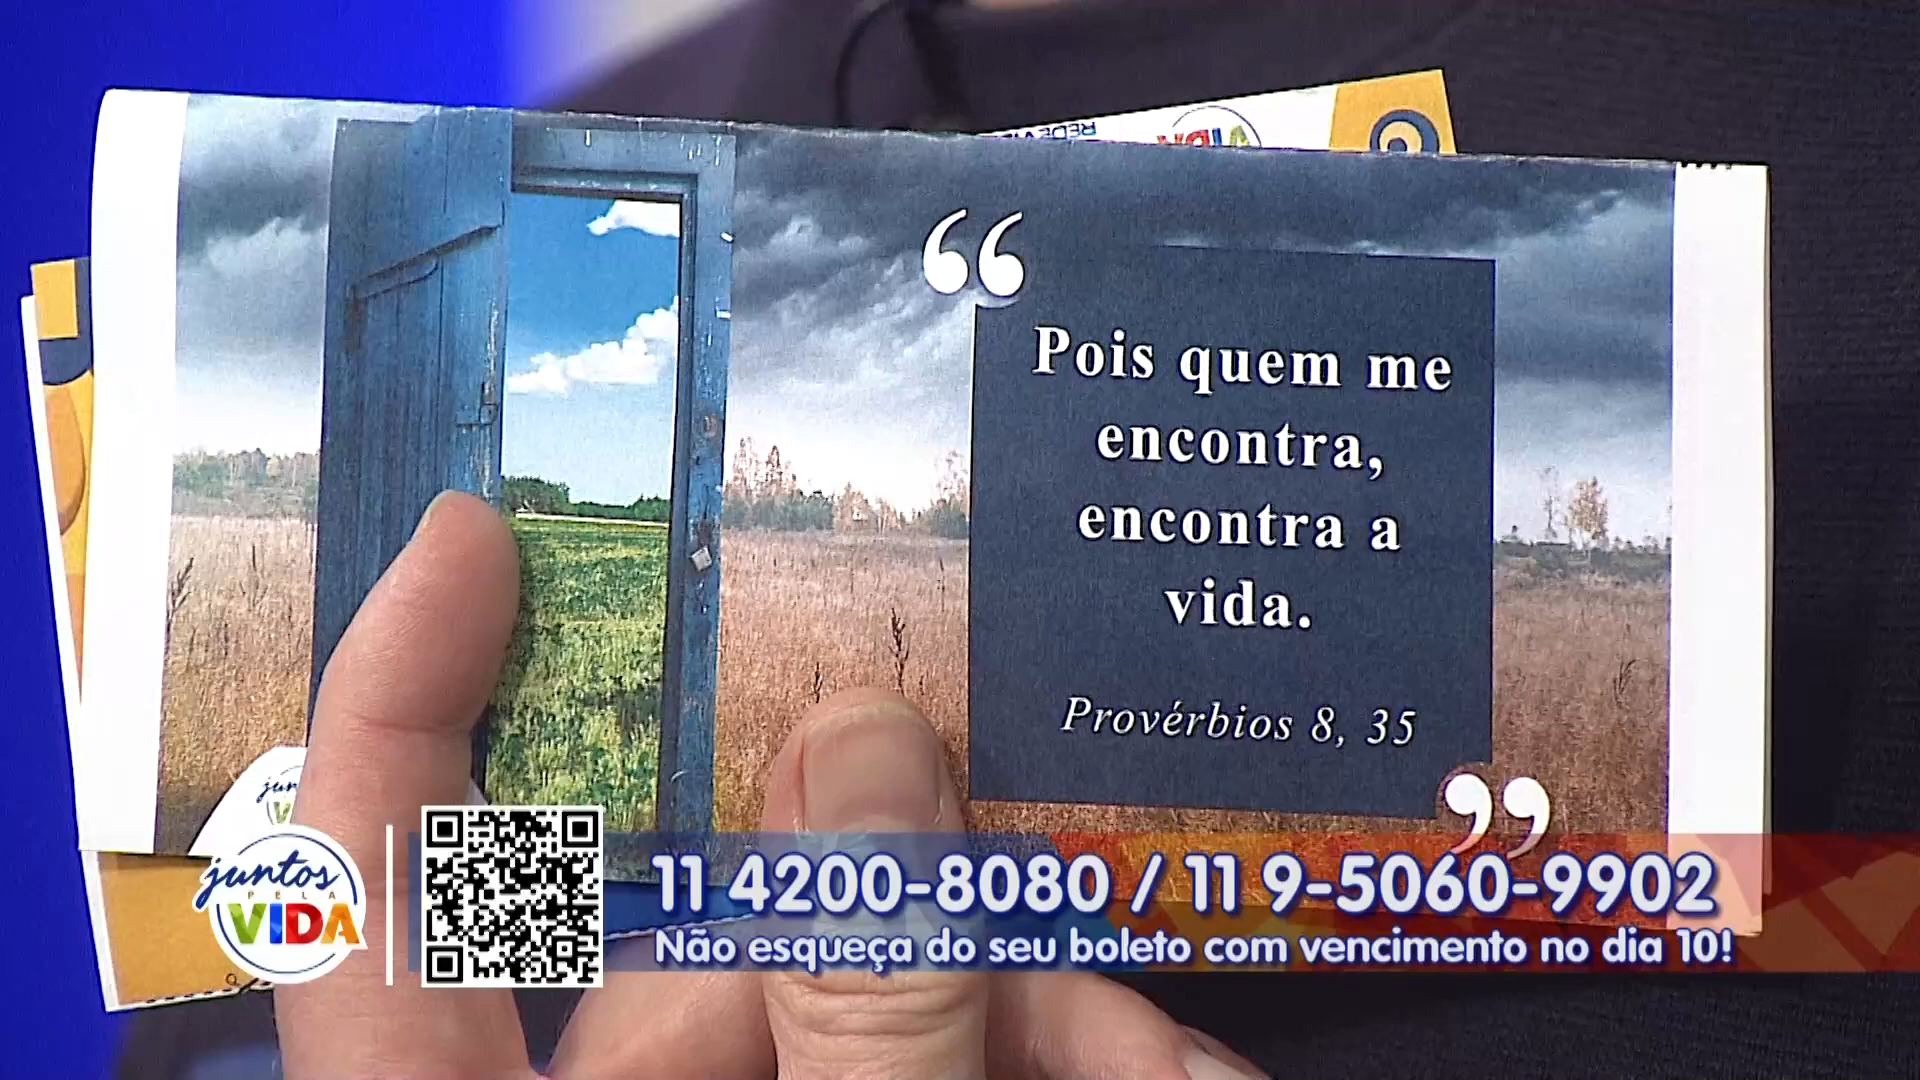 VIDA
“
Pois quem me
encontra,
encontra a
vida.
Provérbios 8, 35
”
juntos
PELA
VIDA
11 4200-8080 / 11 9-5060-9902
Não esqueça do seu boleto com vencimento no dia 10!